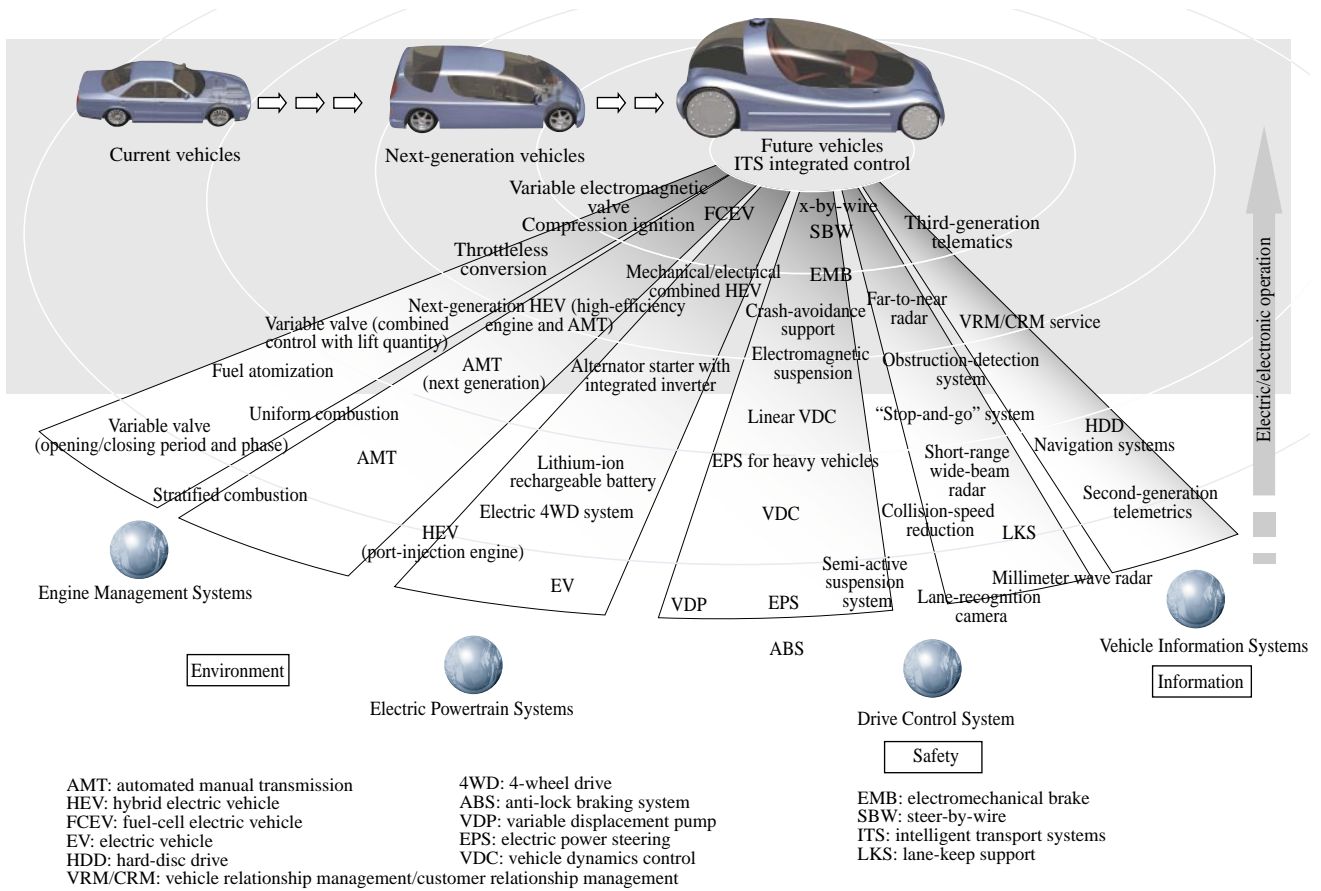 Current vehicles
Next-generation vehicles
Future vehicles
ITS integrated control
Variable electromagnetic
valve
Compression ignition
FCEV
x-by-wire
SBW
Third-generation
telematics
Throttleless
conversion
Mechanical/electrical
combined HEV
EMB
Next-generation HEV (high-efficiency
engine and AMT)
Crash-avoidance
support
Far-to-near
radar
Variable valve (combined
control with lift quantity)
VRM/CRM service
Fuel atomization
AMT
(next generation)
Alternator starter with
integrated inverter
Electromagnetic
suspension
Obstruction-detection
system
Electric/electronic operation
Variable valve
(opening/closing period and phase)
Uniform combustion
Linear VDC
“Stop-and-go” system
HDD
Navigation systems
AMT
Lithium-ion
rechargeable battery
EPS for heavy vehicles
Short-range
wide-beam
radar
Stratified combustion
Electric 4WD system
VDC
Collision-speed
reduction
LKS
Second-generation
telemetrics
HEV
(port-injection engine)
EV
VDP
EPS
Semi-active
suspension
system
Lane-recognition
camera
Millimeter wave radar
ABS
Engine Management Systems
Environment
Electric Powertrain Systems
Drive Control System
Safety
Vehicle Information Systems
Information
AMT: automated manual transmission
HEV: hybrid electric vehicle
FCEV: fuel-cell electric vehicle
EV: electric vehicle
HDD: hard-disc drive
VRM/CRM: vehicle relationship management/customer relationship management
4WD: 4-wheel drive
ABS: anti-lock braking system
VDP: variable displacement pump
EPS: electric power steering
VDC: vehicle dynamics control
EMB: electromechanical brake
SBW: steer-by-wire
ITS: intelligent transport systems
LKS: lane-keep support